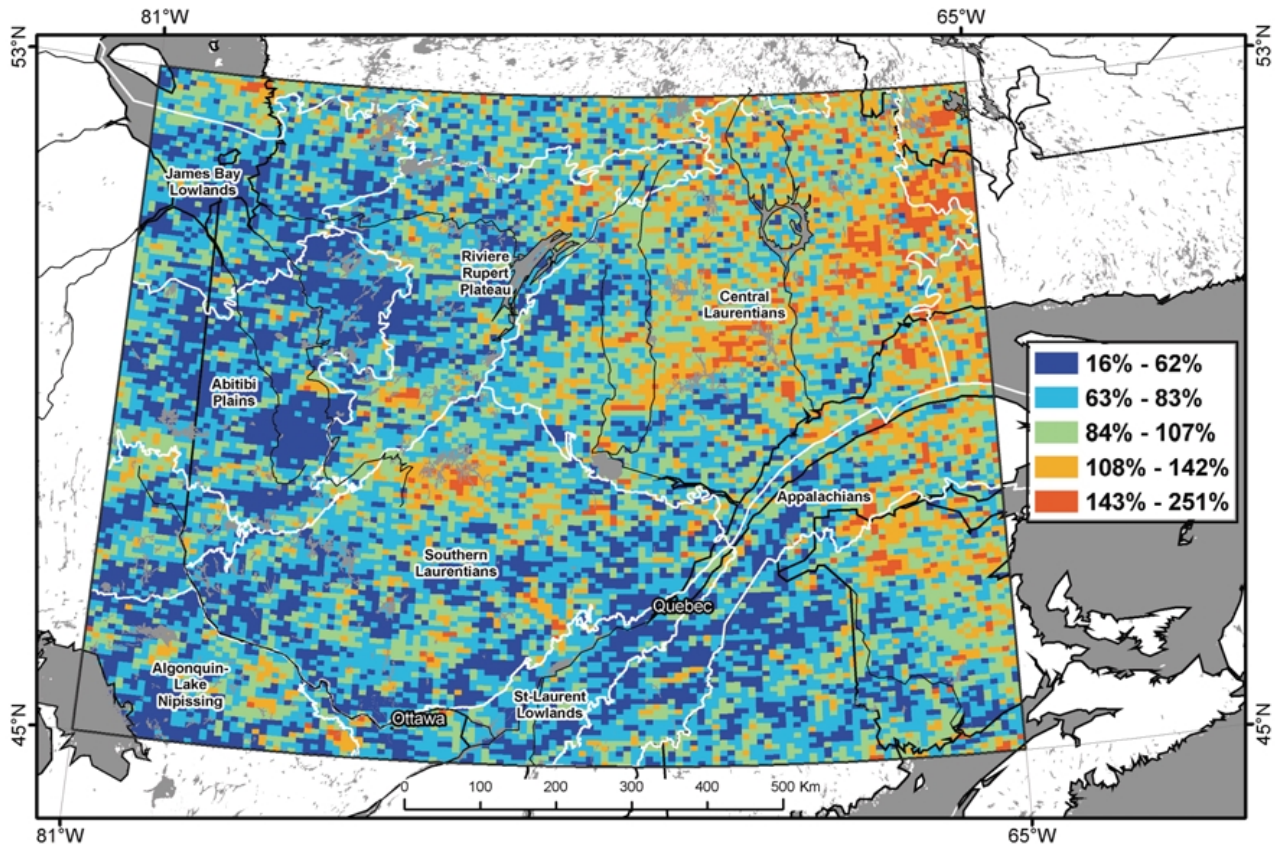 81°W
65°W
53°N
53°N
James Bay
Lowlands
Riviere
Rupert
Plateau
Central
Laurentians
16% - 62%
63% - 83%
84% - 107%
108% - 142%
143% - 251%
Abitibi
Plains
Appalachians
Southern
Laurentians
Quebec
Algonquin-
Lake
Nipissing
St-Laurent
Lowlands
Ottawa
45°N
45°N
0 100 200 300 400 500 Km
81°W
65°W